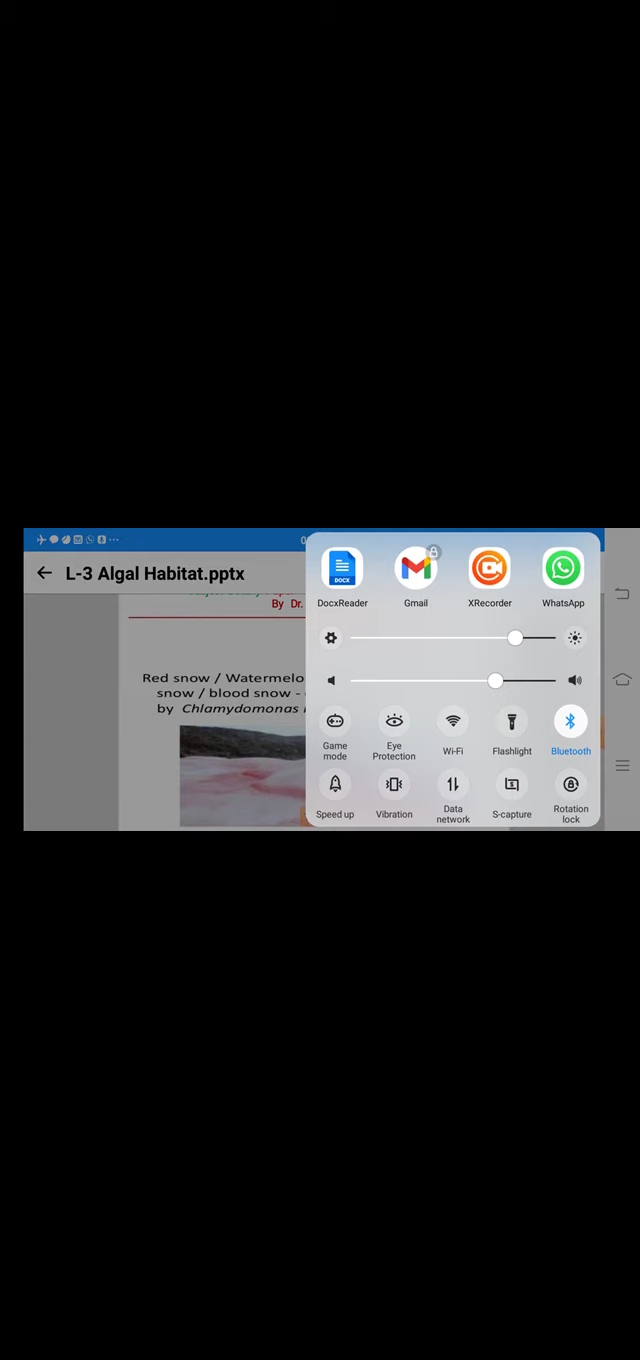 L-3 Algal Habitat.pptx
By Dr.
Red snow / Watermelo
snow / blood snow -
by Chlamydomonas
DOCX
DocxReader
Gmail
XRecorder
WhatsApp
Game mode
Eye Protection
Wi-Fi
Flashlight
Bluetooth
Speed up
Vibration
Data network
S-capture
Rotation lock